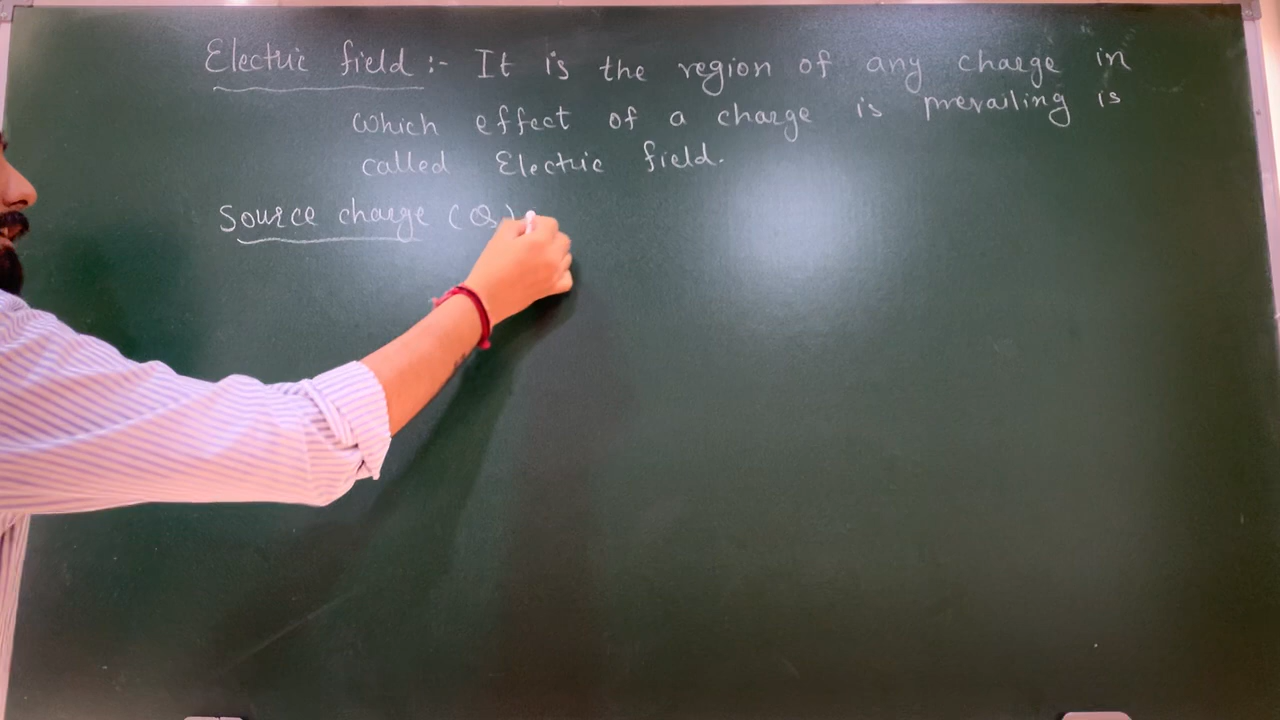 Electric field :- It is the region of any charge in
which effect of a charge is prevailing is
called Electric field.
Source charge (Q)